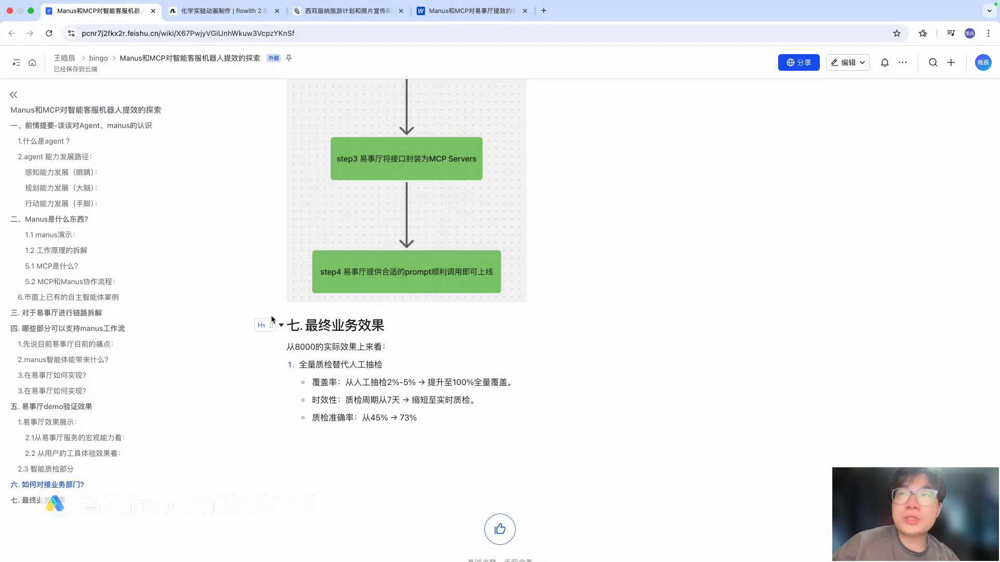 Manus和MCP对智能客服机器人
化学实验动画制作 | flowith 2.0
西双版纳旅游计划和照片宣传网
Manus和MCP对易事厅提效的探
pcnr7j2fkx2r.feishu.cn/wiki/X67PwjyVGiUnhWkuw3VcpzYKnSf
皓辰
王皓辰 > bingo > Manus和MCP对智能客服机器人提效的探索 外部
已经保存到云端
分享
编辑
皓辰
Manus和MCP对智能客服机器人提效的探索
一、前情提要-谈谈对Agent、manus的认识
1.什么是agent？
2.agent 能力发展路径：
感知能力发展（眼睛）：
规划能力发展（大脑）：
行动能力发展（手脚）：
二、Manus是什么东西?
1.1 manus演示：
1.2 工作原理的拆解
5.1 MCP是什么?
5.2 MCP和Manus协作流程：
6.市面上已有的自主智能体案例
三. 对于易事厅进行链路拆解
四. 哪些部分可以支持manus工作流
1.先说目前易事厅目前的痛点：
2.manus智能体能带来什么?
3.在易事厅如何实现?
3.在易事厅如何实现?
五. 易事厅demo验证效果
1.易事厅效果展示：
2.1从易事厅服务的宏观能力看：
2.2 从用户的工具体验效果看：
2.3 智能质检部分
六. 如何对接业务部门?
七. 最终业务效果
step3 易事厅将接口封装为MCP Servers
step4 易事厅提供合适的prompt顺利调用即可上线
H1
七. 最终业务效果
从8000的实际效果上来看：
1. 全量质检替代人工抽检
覆盖率：从人工抽检2%-5% → 提升至100%全量覆盖。
时效性：质检周期从7天 → 缩短至实时质检。
质检准确率：从45% → 73%